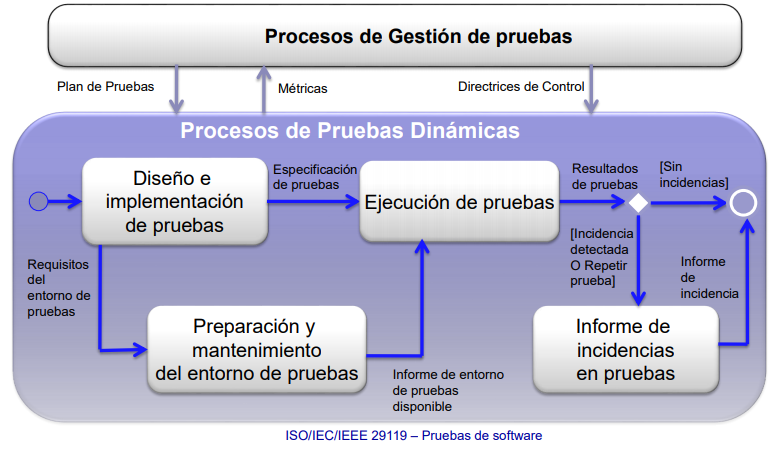 Procesos de Gestión de pruebas
Plan de Pruebas
Métricas
Directrices de Control
Procesos de Pruebas Dinámicas
Diseño e
implementación
de pruebas
Especificación
de pruebas
Ejecución de pruebas
Resultados
de pruebas
[Sin
incidencias]
[Incidencia
detectada
O Repetir
prueba]
Requisitos
del
entorno de
pruebas
Informe
de
incidencia
Preparación y
mantenimiento
del entorno de pruebas
Informe de entorno
de pruebas
disponible
Informe de
incidencias
en pruebas
ISO/IEC/IEEE 29119 – Pruebas de software